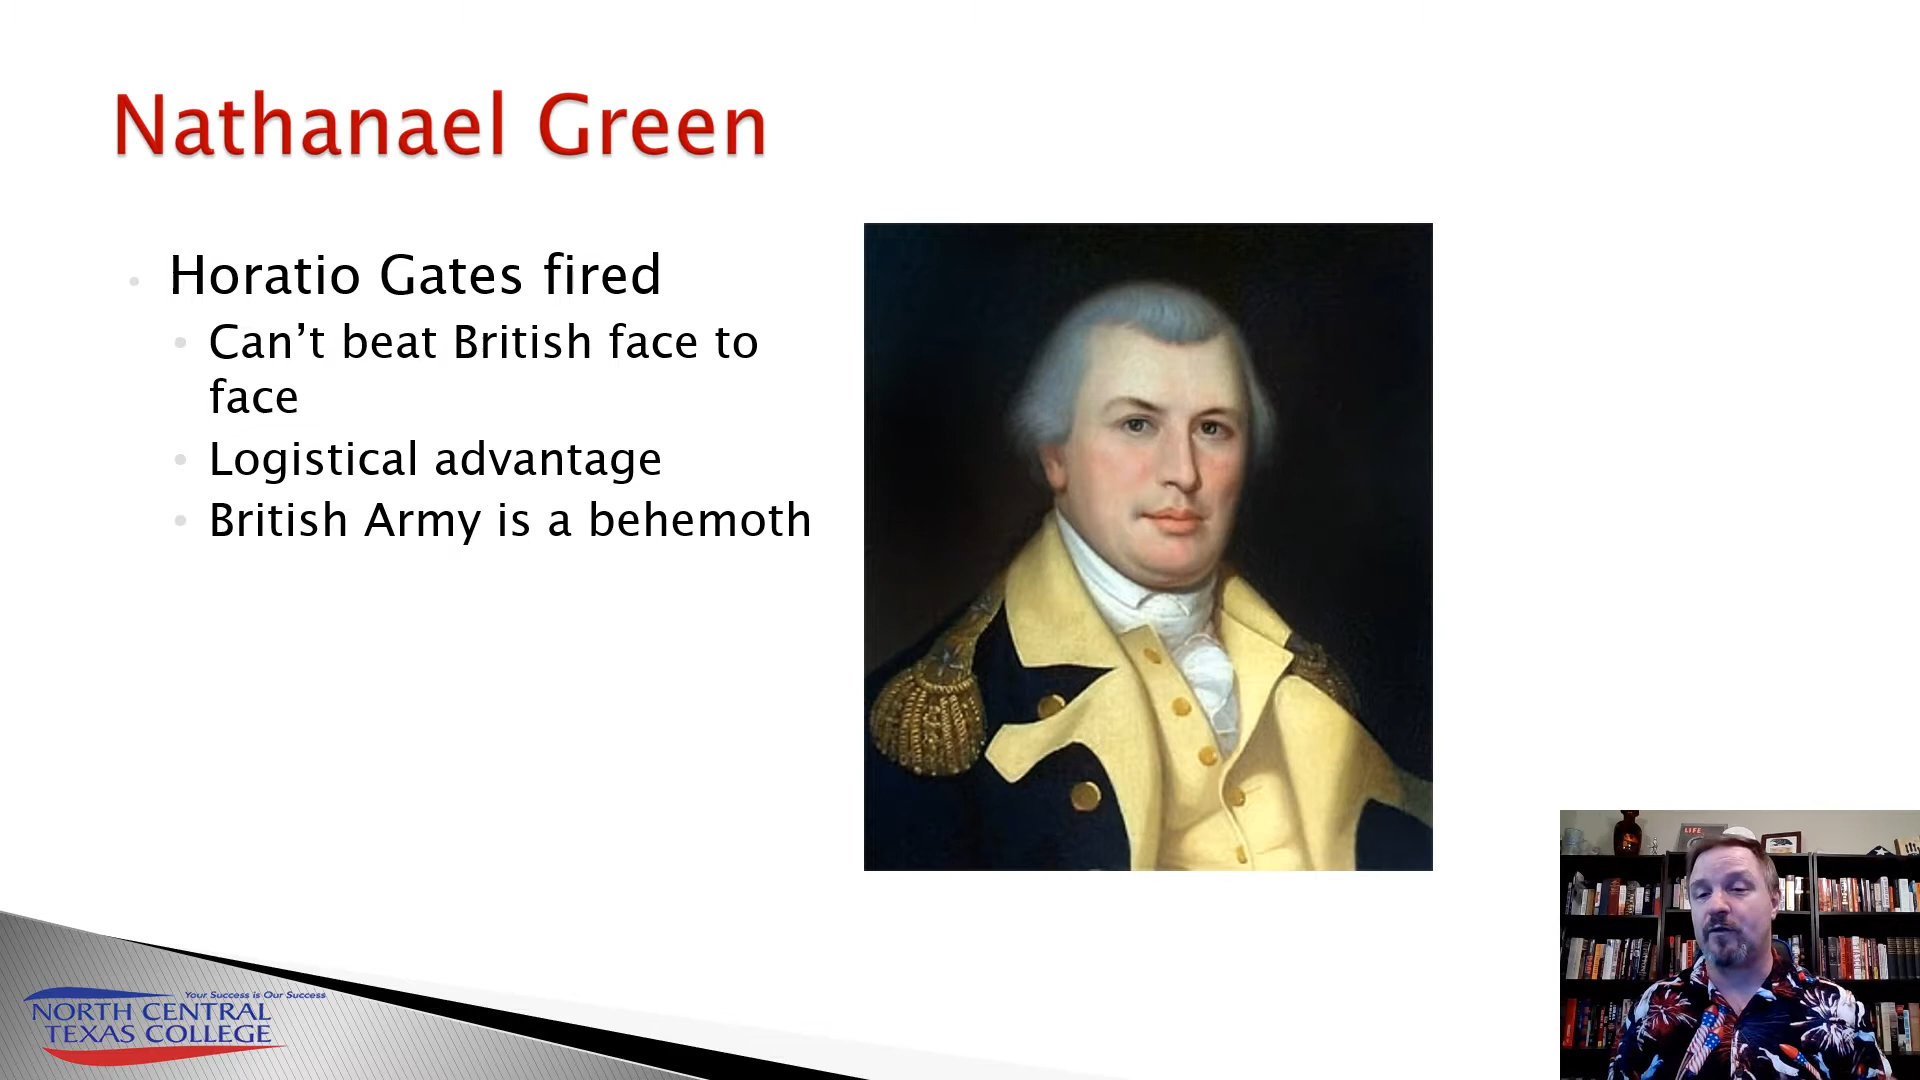 Nathanael Green
Horatio Gates fired
Can’t beat British face to
face
Logistical advantage
British Army is a behemoth
Your Success is Our Success
NORTH CENTRAL
TEXAS COLLEGE
LIFE